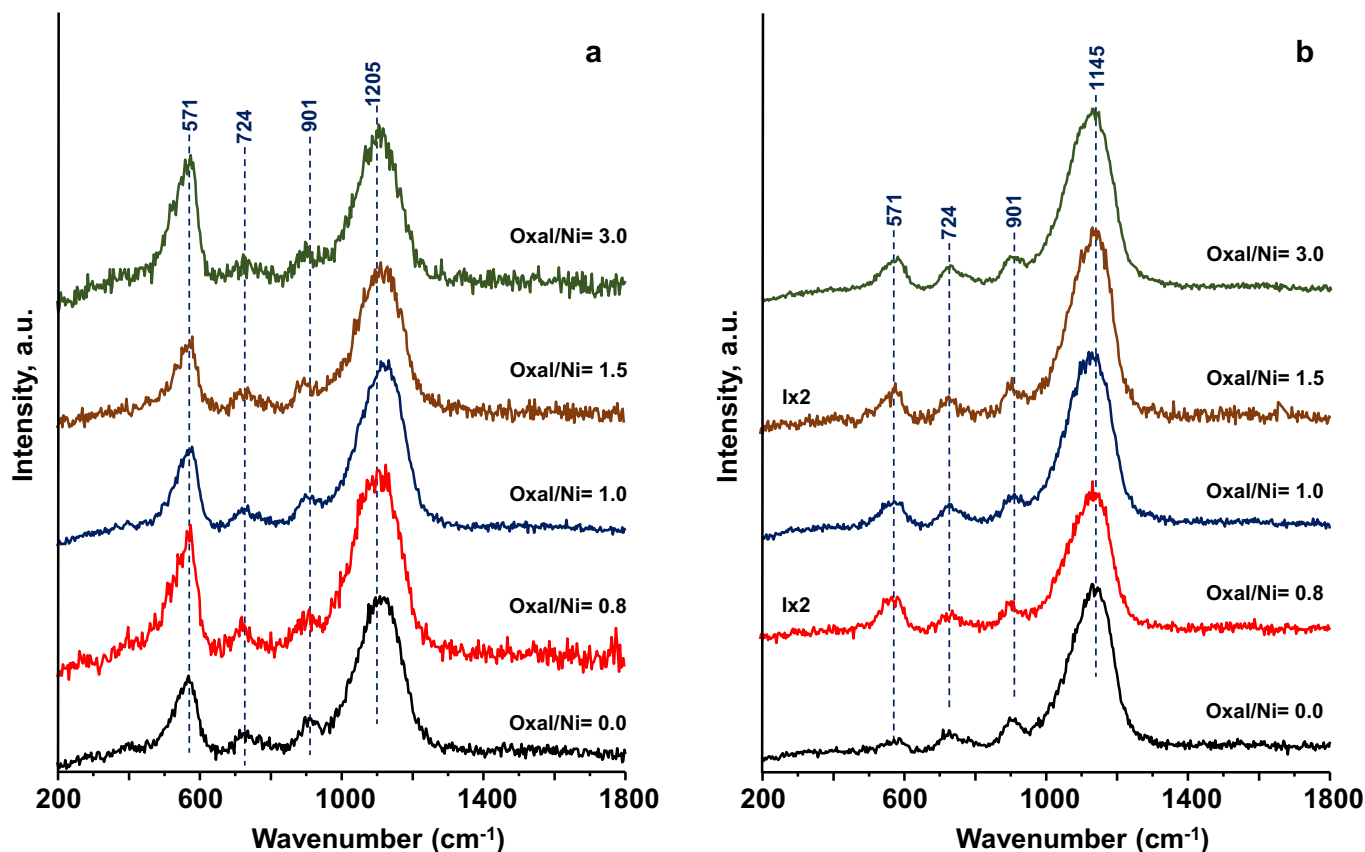 a
571
724
901
1205
Oxal/Ni= 3.0
Oxal/Ni= 1.5
Oxal/Ni= 1.0
Oxal/Ni= 0.8
Oxal/Ni= 0.0
Intensity, a.u.
200 600 1000 1400 1800
Wavenumber (cm-1)
b
571
724
901
1145
Oxal/Ni= 3.0
Oxal/Ni= 1.5
Ix2
Oxal/Ni= 1.0
Oxal/Ni= 0.8
Ix2
Oxal/Ni= 0.0
Intensity, a.u.
200 600 1000 1400 1800
Wavenumber (cm-1)